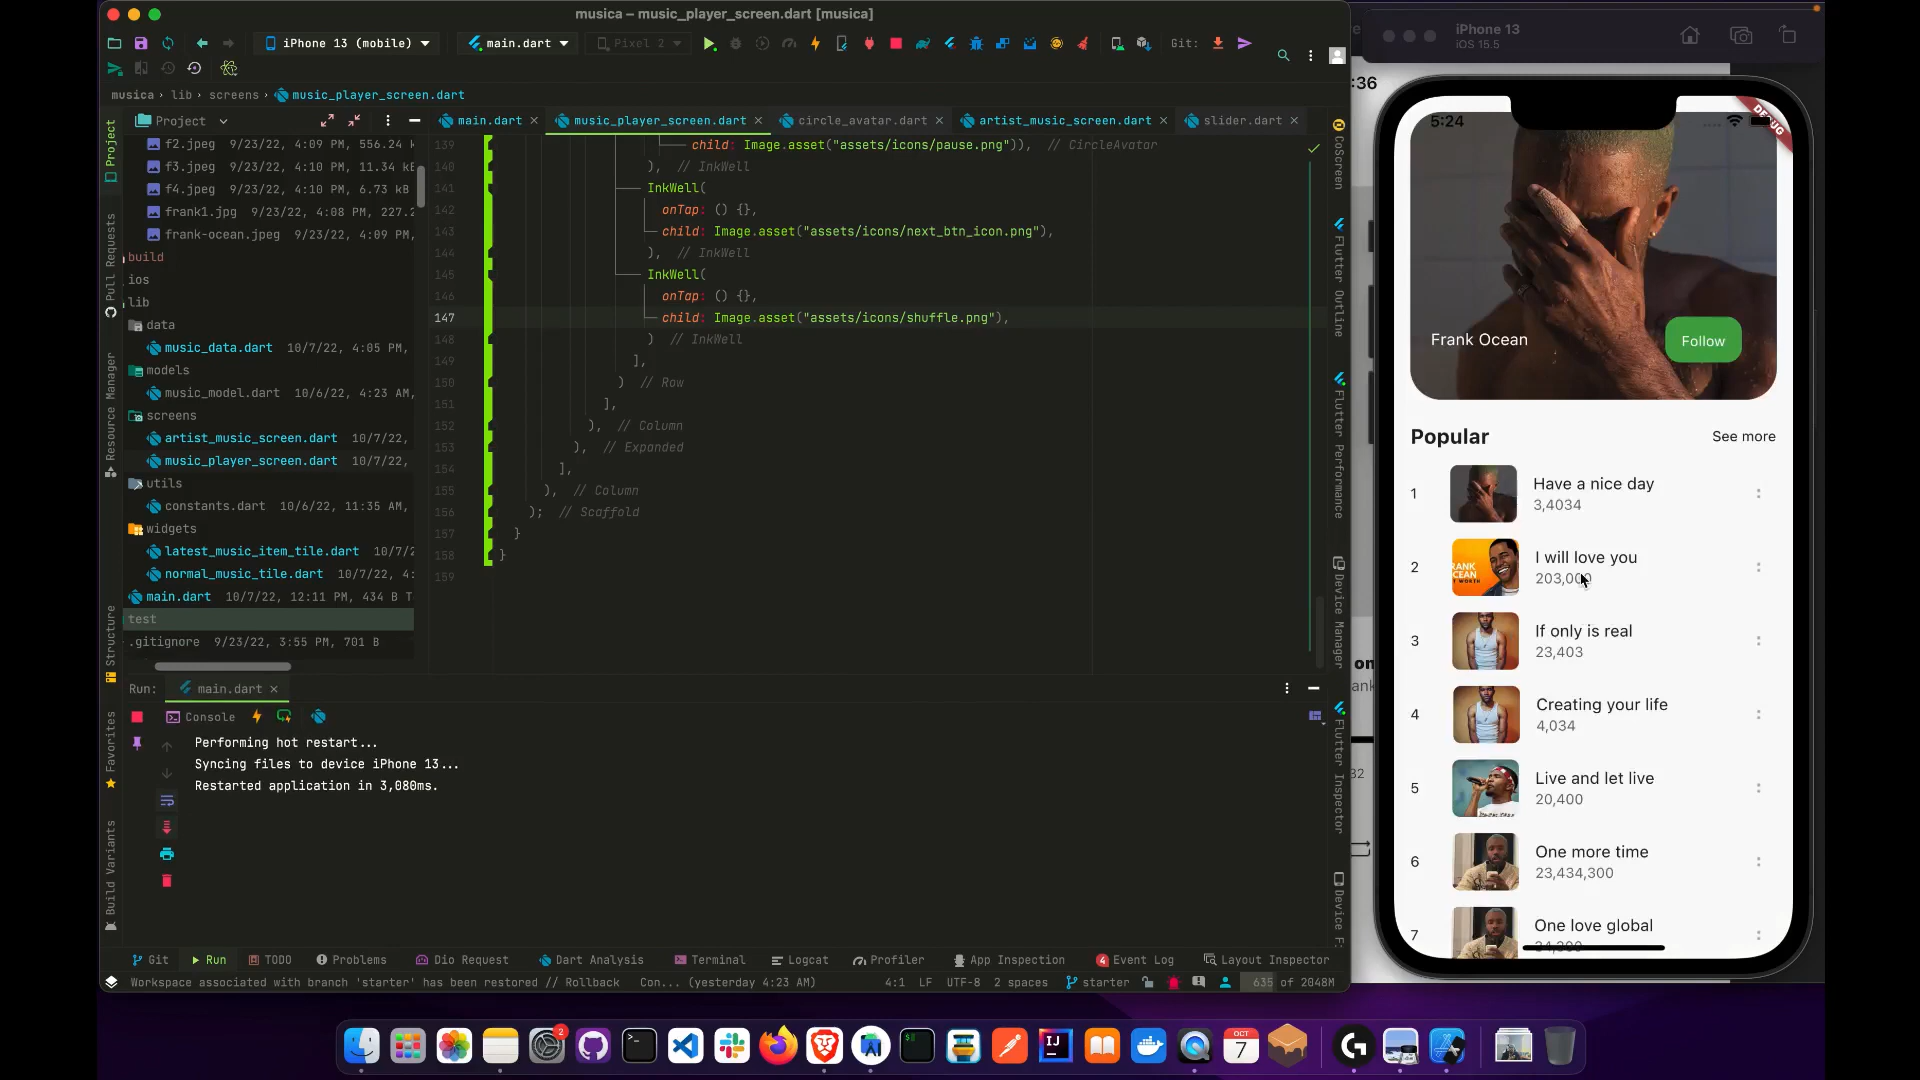 musica – music_player_screen.dart [musica]
iPhone 13 (mobile)
main.dart
Pixel 2
Git:
musica
lib
screens
music_player_screen.dart
Project
main.dart
music_player_screen.dart
circle_avatar.dart
artist_music_screen.dart
slider.dart
f2.jpeg 9/23/22, 4:09 PM, 556.24 k
f3.jpeg 9/23/22, 4:10 PM, 11.34 kE
f4.jpeg 9/23/22, 4:10 PM, 6.73 kB
frank1.jpg 9/23/22, 4:08 PM, 227.2
frank-ocean.jpeg 9/23/22, 4:09 PM,
build
ios
lib
data
music_data.dart 10/7/22, 4:05 PM,
models
music_model.dart 10/6/22, 4:23 AM,
screens
artist_music_screen.dart 10/7/22,
music_player_screen.dart 10/7/22,
utils
constants.dart 10/6/22, 11:35 AM,
widgets
latest_music_item_tile.dart 10/7/2
normal_music_tile.dart 10/7/22, 4:
main.dart 10/7/22, 12:11 PM, 434 B T
test
.gitignore 9/23/22, 3:55 PM, 701 B
139 child: Image.asset("assets/icons/pause.png")), // CircleAvatar
140 ), // InkWell
141 InkWell(
142 onTap: () {},
143 child: Image.asset("assets/icons/next_btn_icon.png"),
144 ), // InkWell
145 InkWell(
146 onTap: () {},
147 child: Image.asset("assets/icons/shuffle.png"),
148 ) // InkWell
149 ],
150 ) // Row
151 ],
152 ), // Column
153 ), // Expanded
154 ],
155 ), // Column
156 ); // Scaffold
157 }
158 }
159
Project
Pull Requests
Resource Manager
Structure
Favorites
Build Variants
CoScreen
Flutter Outline
Flutter Performance
Device Manager
Flutter Inspector
Device F:
Run:
main.dart
Console
Performing hot restart...
Syncing files to device iPhone 13...
Restarted application in 3,080ms.
Git
Run
TODO
Problems
Dio Request
Dart Analysis
Terminal
Logcat
Profiler
App Inspection
4 Event Log
Layout Inspector
Workspace associated with branch 'starter' has been restored // Rollback
Con... (yesterday 4:23 AM)
4:1
LF
UTF-8
2 spaces
starter
635 of 2048M
iPhone 13
iOS 15.5
:36
on
ank
32
5:24
DEBUG
Frank Ocean
Follow
Popular
See more
1
Have a nice day
3,4034
2
I will love you
203,000
3
If only is real
23,403
4
Creating your life
4,034
5
Live and let live
20,400
6
One more time
23,434,300
7
One love global
2
OCT
7
IJ